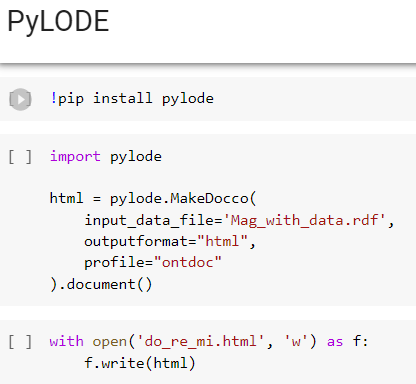 PyLODE
!pip install pylode
[ ] import pylode
html = pylode.MakeDocco(
input_data_file='Mag_with_data.rdf',
outputformat="html",
profile="ontdoc"
).document()
[ ] with open('do_re_mi.html', 'w') as f:
f.write(html)